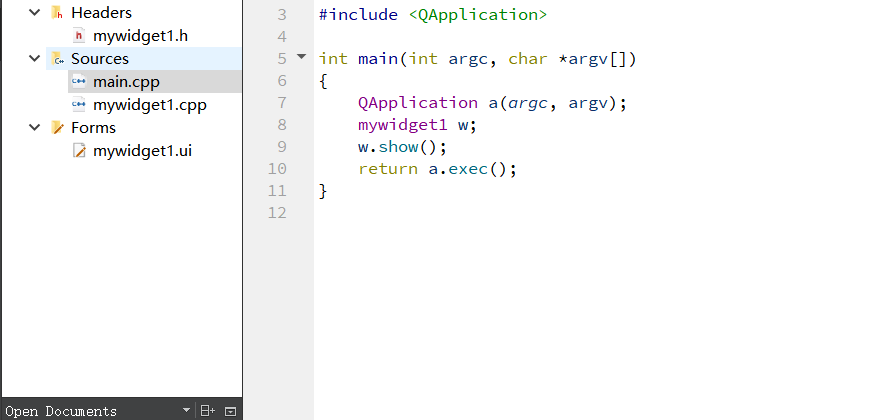 Headers
mywidget1.h
Sources
main.cpp
mywidget1.cpp
Forms
mywidget1.ui
Open Documents
3 #include <QApplication>
4
5 int main(int argc, char *argv[])
6 {
7 QApplication a(argc, argv);
8 mywidget1 w;
9 w.show();
10 return a.exec();
11 }
12